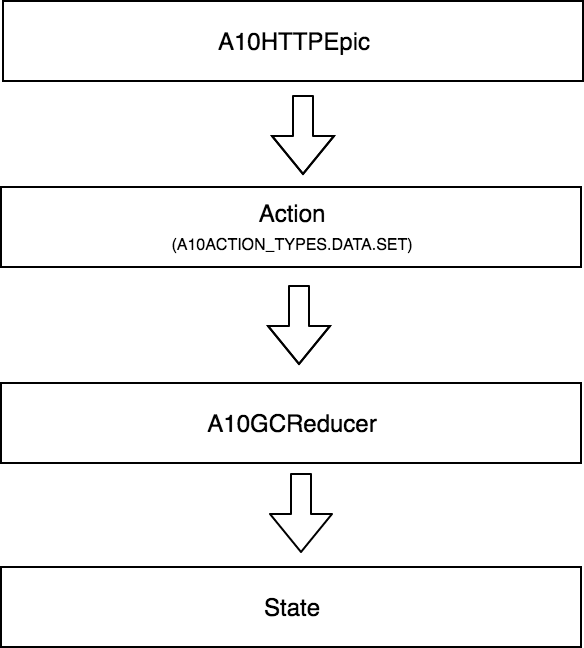 A10HTTPEpic
Action
(A10ACTION_TYPES.DATA.SET)
A10GCReducer
State